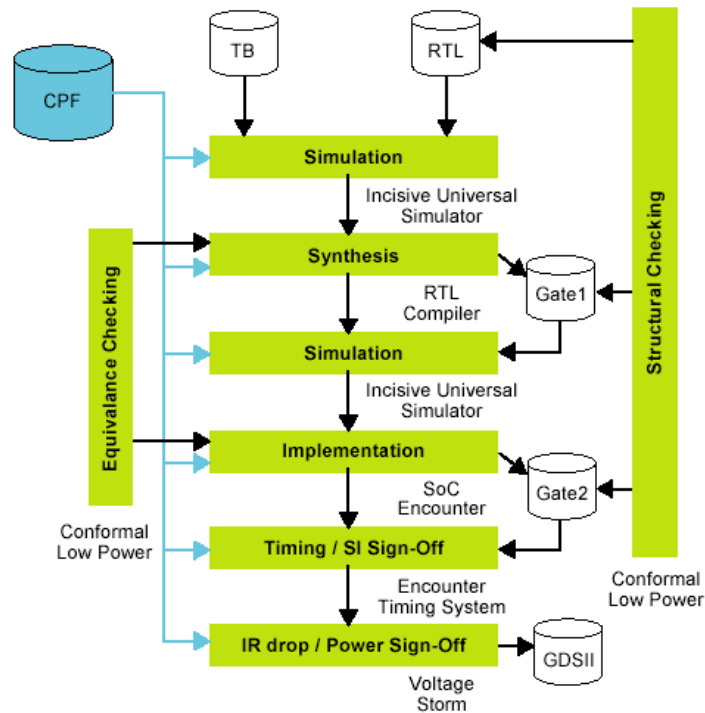 TB
RTL
CPF
Simulation
Incisive Universal
Simulator
Synthesis
Gate1
RTL
Compiler
Simulation
Incisive Universal
Simulator
Implementation
Gate2
SoC
Encounter
Timing / SI Sign-Off
Encounter
Timing System
IR drop / Power Sign-Off
GDSII
Voltage
Storm
Equivalance Checking
Conformal
Low Power
Structural Checking
Conformal
Low Power